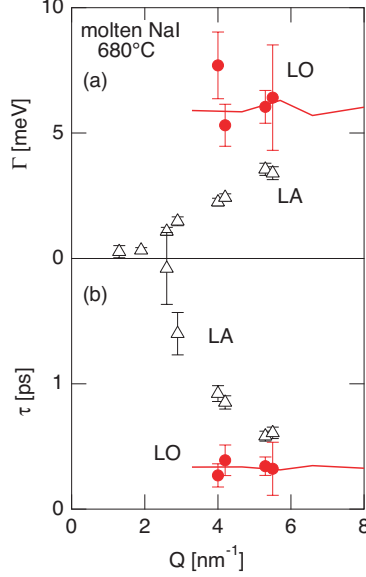 molten NaI
680°C
(a)
10
5
0
Γ [meV]
LO
LA
(b)
1
0
τ [ps]
LA
LO
0
2
4
6
8
Q [nm⁻¹]